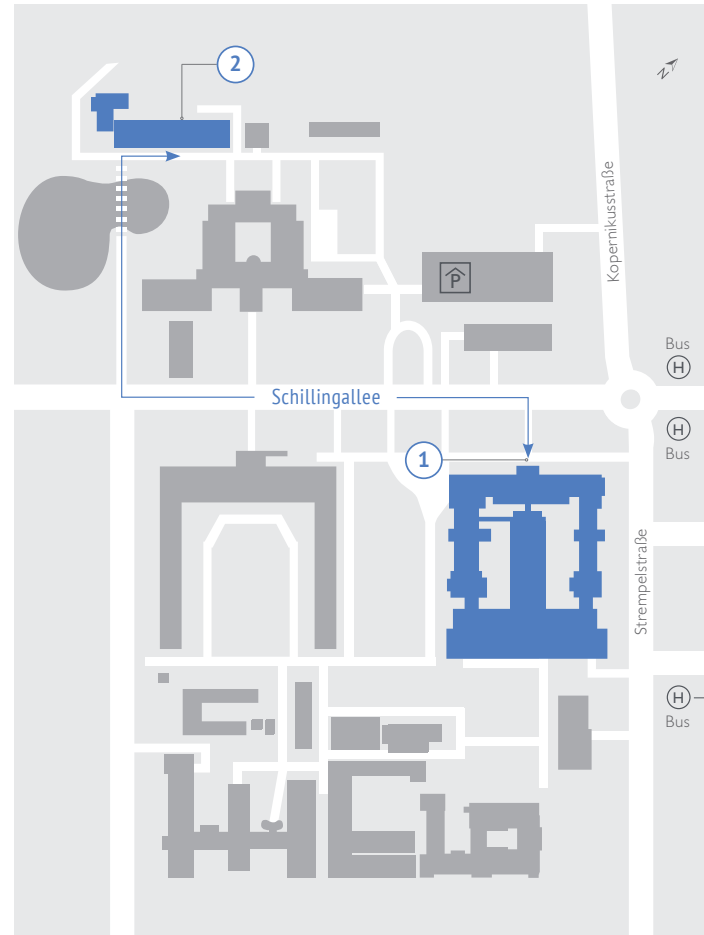 2
N
Kopernikusstraße
P
Bus
H
Schillingallee
H
Bus
1
Strempelstraße
H
Bus